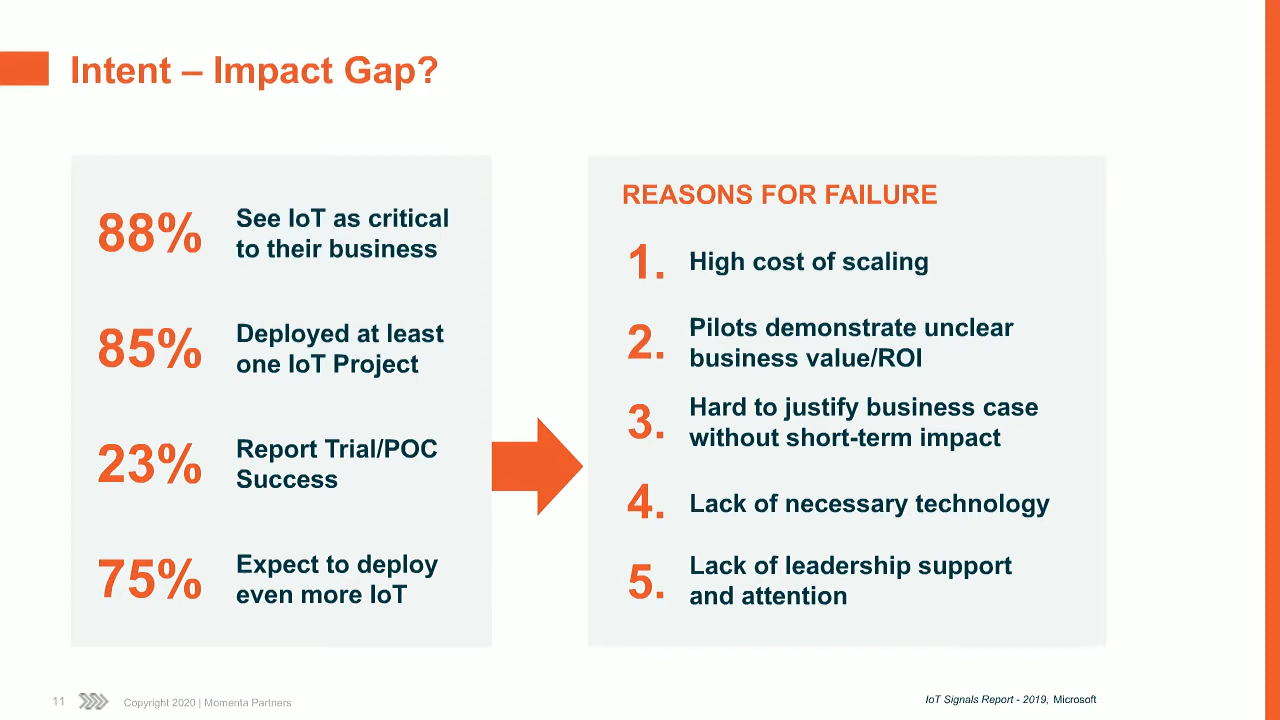 Intent – Impact Gap?
88%
See IoT as critical
to their business
85%
Deployed at least
one IoT Project
23%
Report Trial/POC
Success
75%
Expect to deploy
even more IoT
REASONS FOR FAILURE
1. High cost of scaling
2. Pilots demonstrate unclear
business value/ROI
3. Hard to justify business case
without short-term impact
4. Lack of necessary technology
5. Lack of leadership support
and attention
11
Copyright 2020 | Momenta Partners
IoT Signals Report - 2019, Microsoft